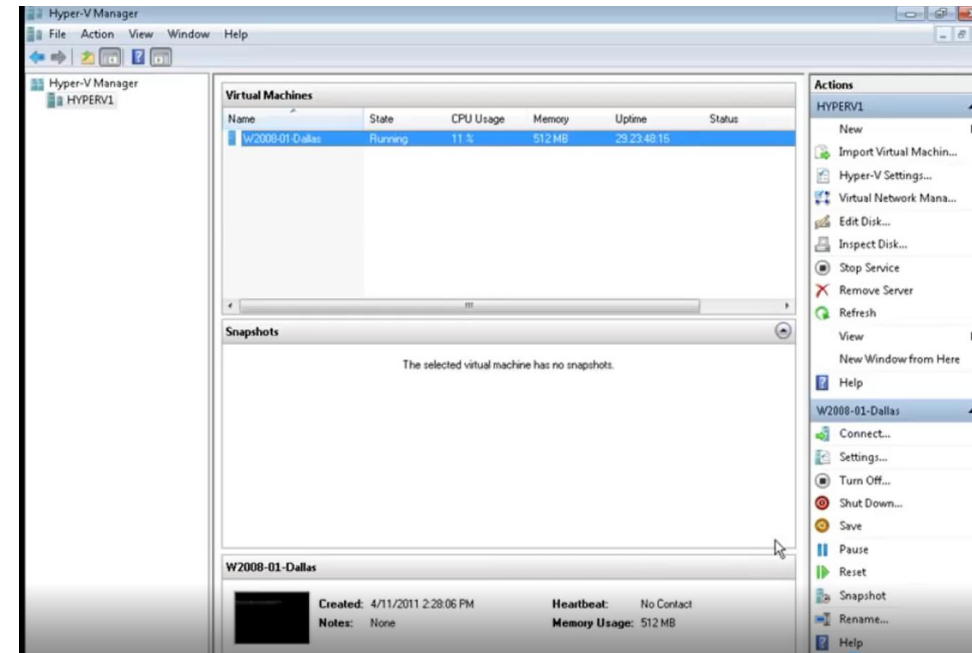 Hyper-V Manager
File Action View Window Help
Hyper-V Manager
HYPERV1
Virtual Machines
Name State CPU Usage Memory Uptime Status
W2008-01-Dallas Running 11 % 512 MB 29.23:48:15
Snapshots
The selected virtual machine has no snapshots.
W2008-01-Dallas
Created: 4/11/2011 2:28:06 PM Heartbeat: No Contact
Notes: None Memory Usage: 512 MB
Actions
HYPERV1
New
Import Virtual Machin...
Hyper-V Settings...
Virtual Network Mana...
Edit Disk...
Inspect Disk...
Stop Service
Remove Server
Refresh
View
New Window from Here
Help
W2008-01-Dallas
Connect...
Settings...
Turn Off...
Shut Down...
Save
Pause
Reset
Snapshot
Rename...
Help